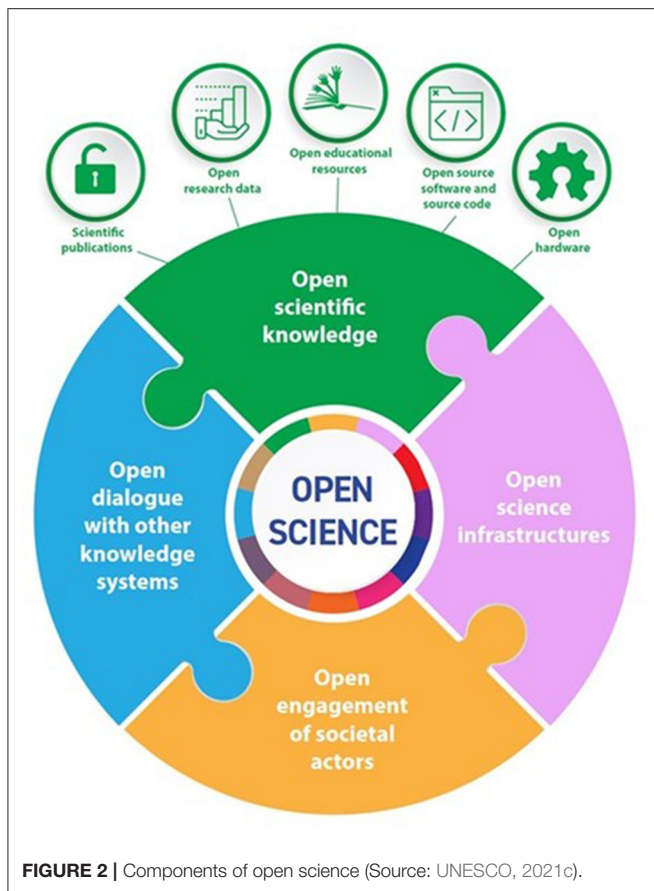 Open educational
resources
Open
research data
Open source
software and
source code
Scientific
publications
Open
hardware
Open
scientific
knowledge
Open
dialogue
with other
knowledge
systems
OPEN
SCIENCE
Open
science
infrastructures
Open
engagement
of societal
actors
FIGURE 2 | Components of open science (Source: UNESCO, 2021c).